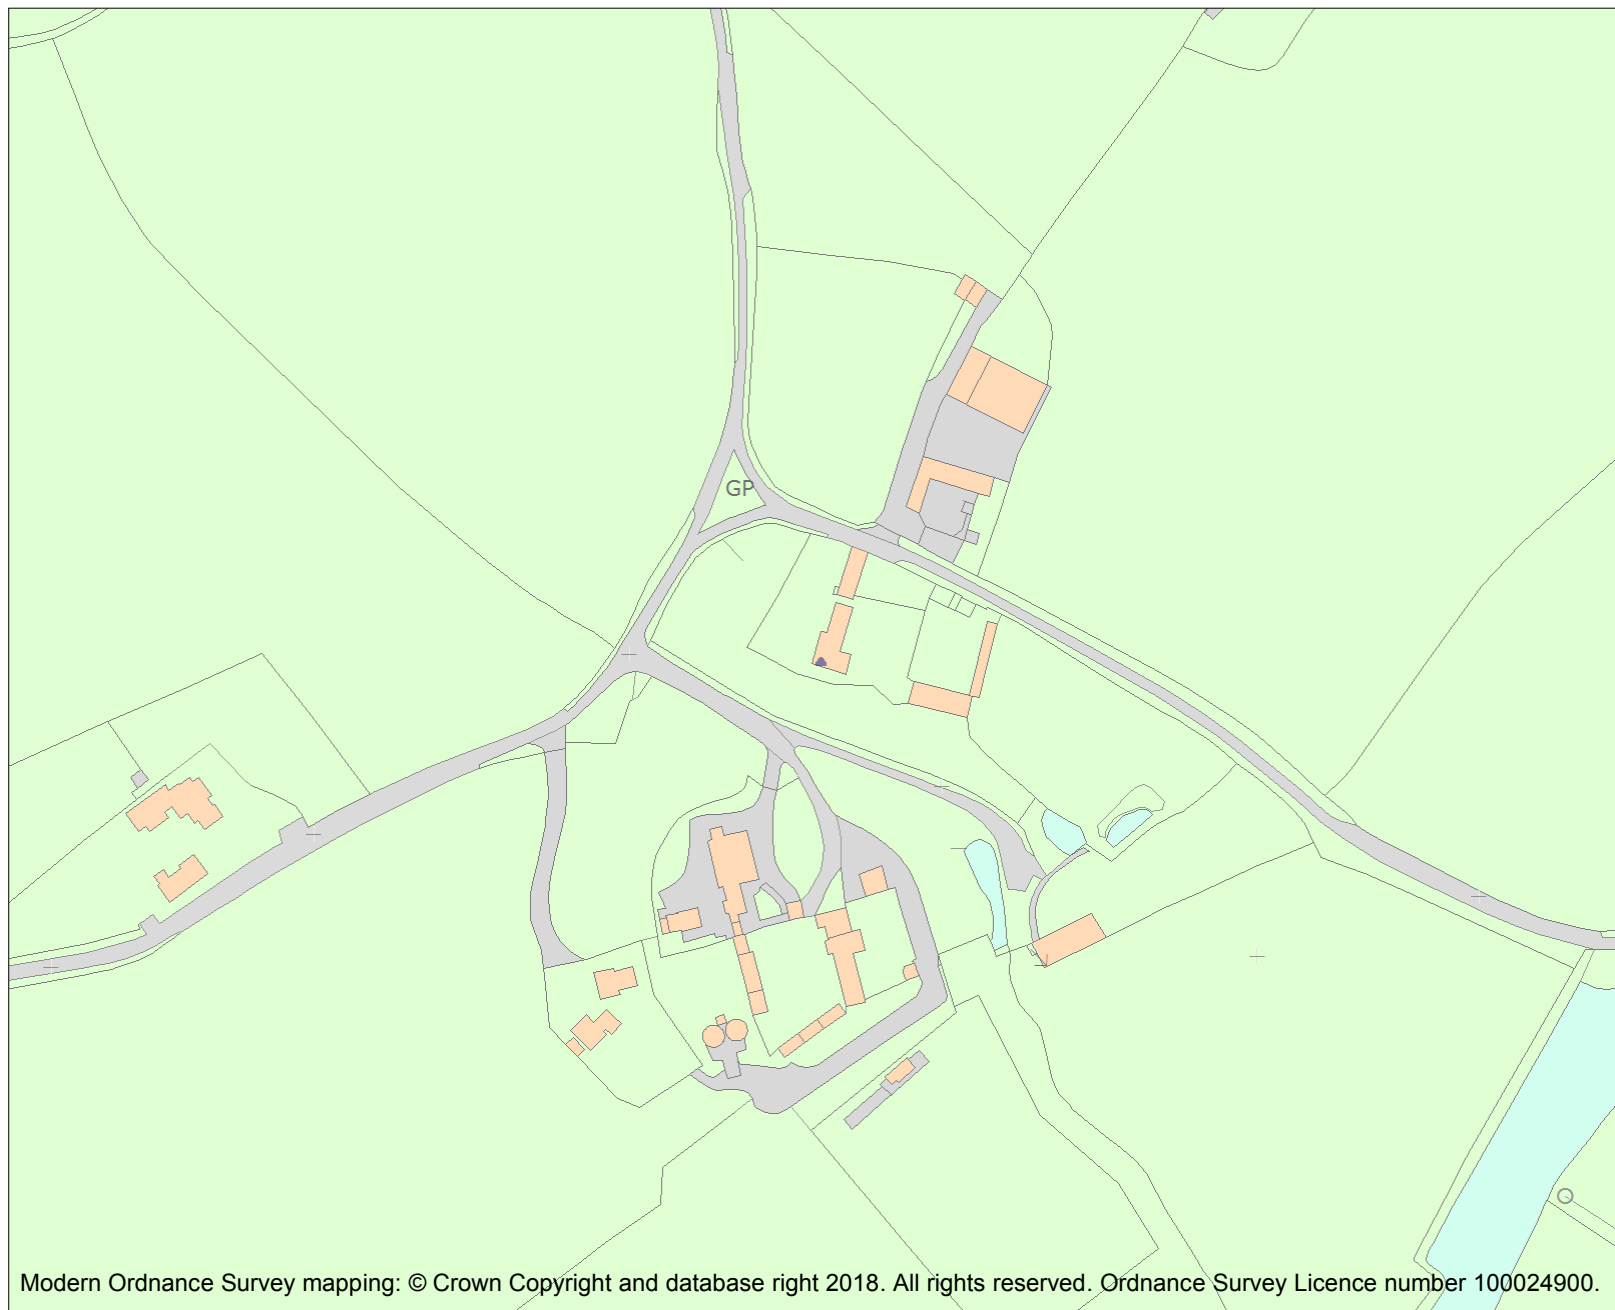 GP
Modern Ordnance Survey mapping: © Crown Copyright and database right 2018. All rights reserved. Ordnance Survey Licence number 100024900.